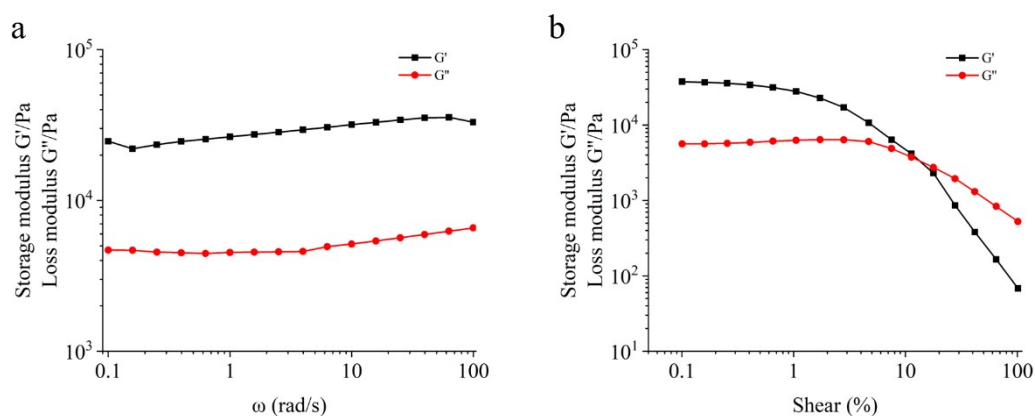 a
Storage modulus G'/Pa
Loss modulus G''/Pa
10⁵
10⁴
10³
G'
G''
0.1
1
10
100
ω (rad/s)
b
Storage modulus G'/Pa
Loss modulus G''/Pa
10⁵
10⁴
10³
10²
10¹
G'
G''
0.1
1
10
100
Shear (%)